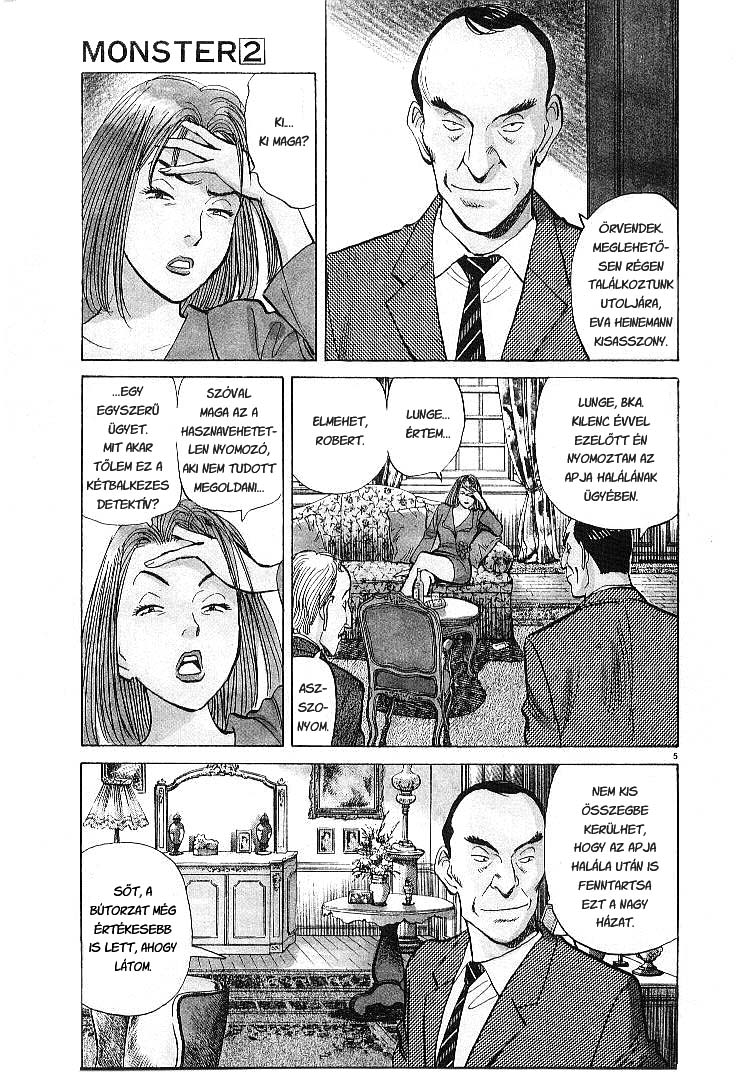 MONSTER 2
ÖRVENDEK.
MEGLEHETŐ-
SEN RÉGEN
TALÁLKOZTUNK
UTOLJÁRA,
EVA HEINEMANN
KISASSZONY.
KI...
KI MAGA?
LUNGE, BKA.
KILENC ÉVVEL
EZELŐTT ÉN
NYOMOZTAM AZ
APJA HALÁLÁNAK
ÜGYÉBEN.
LUNGE...
ÉRTEM...
ELMEHET,
ROBERT.
ASZ-
SZO-
NYOM.
SZÓVAL
MAGA AZ A
HASZNAVEHETET-
LEN NYOMOZÓ,
AKI NEM TUDOTT
MEGOLDANI...
...EGY
EGYSZERŰ
ÜGYET.
MIT AKAR
TŐLEM EZ A
KÉTBALKEZES
DETEKTÍV?
5
NEM KIS
ÖSSZEGBE
KERÜLHET,
HOGY AZ APJA
HALÁLA UTÁN IS
FENNTARTSA
EZT A NAGY
HÁZAT.
SŐT, A
BÚTORZAT MÉG
ÉRTÉKESEBB
IS LETT, AHOGY
LÁTOM.